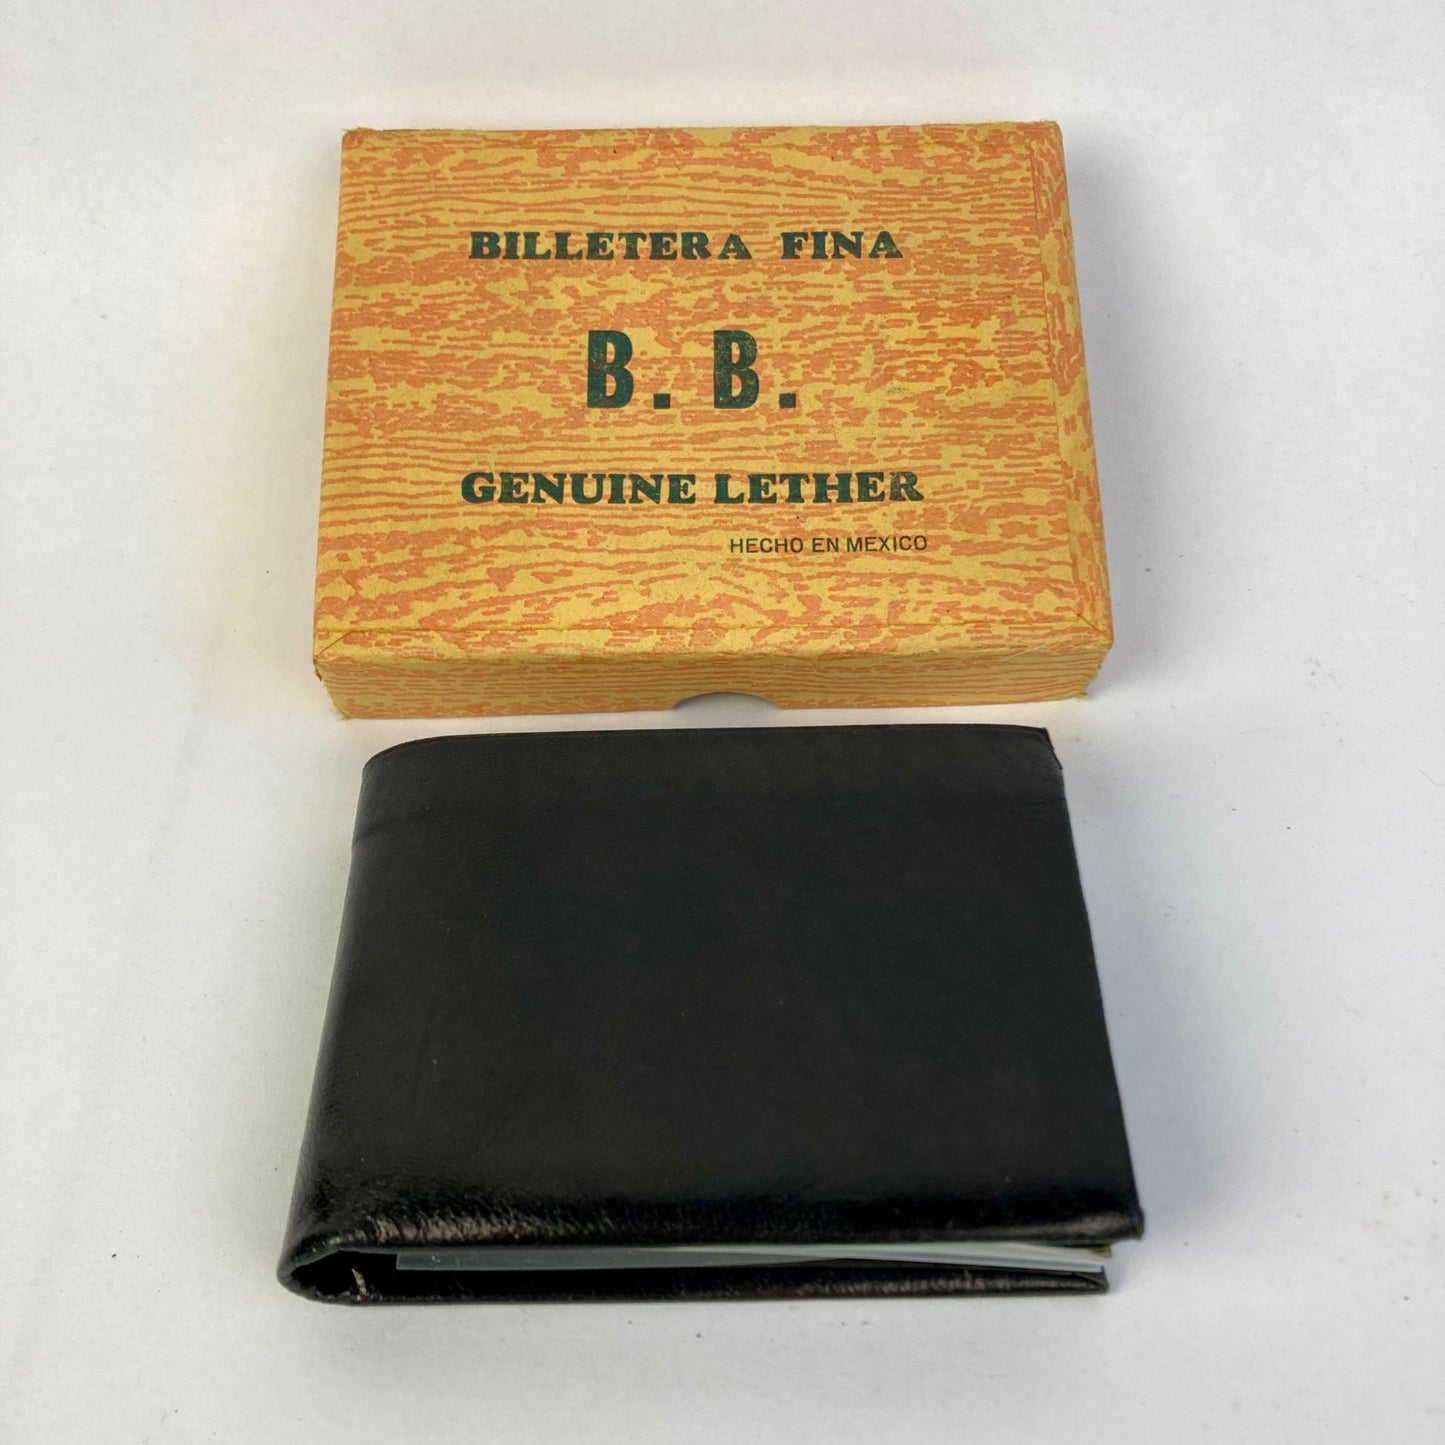 BILLETERA FINA
B. B.
GENUINE LETHER
HECHO EN MEXICO